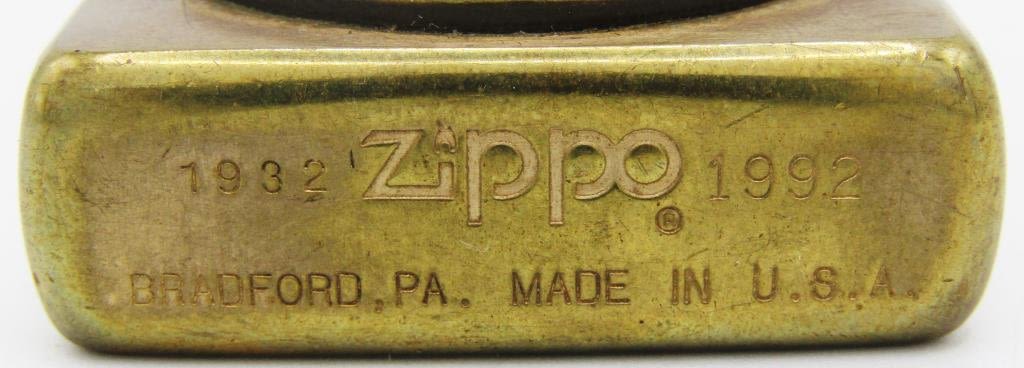 1932 Zippo ® 1992
BRADFORD, PA. MADE IN U.S.A.